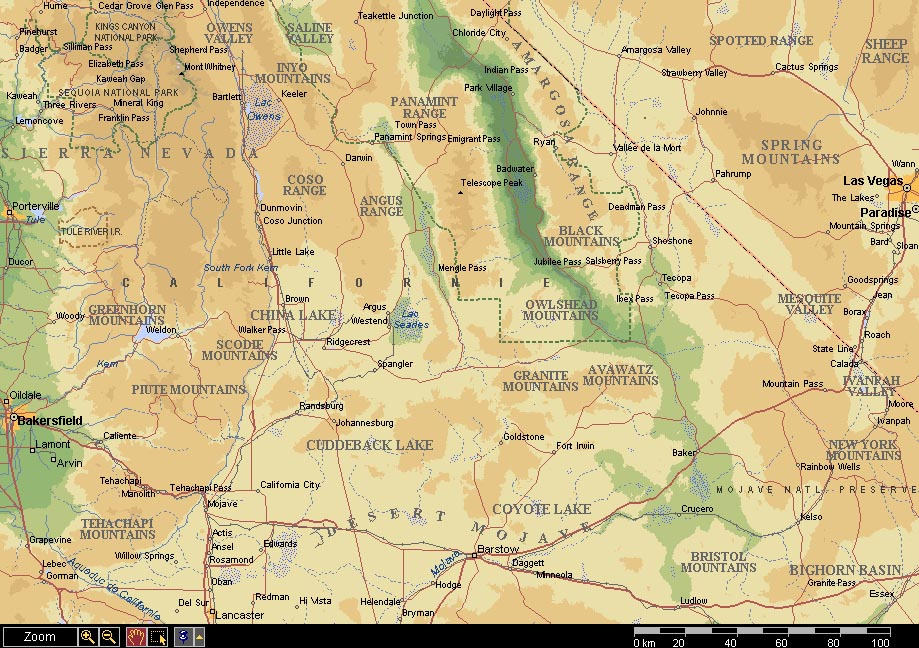 Hume
Cedar Grove
Glen Pass
Independence
Teakettle Junction
Daylight Pass
Pinehurst
KINGS CANYON
NATIONAL PARK
OWENS
VALLEY
SALINE
VALLEY
Chloride City
Badger
Silliman Pass
Shepherd Pass
Amargosa Valley
SPOTTED RANGE
SHEEP
RANGE
Elizabeth Pass
Mont Whitney
INYO
MOUNTAINS
Indian Pass
Strawberry Valley
Cactus Springs
Kaweah Gap
AMARGOSA RANGE
Kaweah
SEQUOIA NATIONAL PARK
Bartlett
Keeler
Park Village
Three Rivers
Mineral King
Lac
Owens
PANAMINT
RANGE
Johnnie
Lemoncove
Franklin Pass
Town Pass
Panamint Springs
Emigrant Pass
Ryan
Vallée de la Mort
SPRING
MOUNTAINS
SIERRA NEVADA
Darwin
Wann
Badwater
Pahrump
COSO
RANGE
Telescope Peak
Las Vegas
The Lakes
Porterville
Dunmovin
ANGUS
RANGE
Deadman Pass
Paradise
Tule
Coso Junction
Mountain Springs
TULE RIVER I.R.
BLACK
MOUNTAINS
Shoshone
Bard
Sloan
Ducor
Little Lake
Jubilee Pass
Salsberry Pass
South Fork Kern
Mengle Pass
CALIFORNIE
Tecopa
Goodsprings
Brown
Ibex Pass
Tecopa Pass
Jean
GREENHORN
MOUNTAINS
Argus
OWLSHEAD
MOUNTAINS
MESQUITE
VALLEY
Woody
CHINA LAKE
Westend
Lac
Searles
Borax
Weldon
Walker Pass
Roach
SCODIE
MOUNTAINS
Ridgecrest
State Line
Kern
Spangler
Calada
PIUTE MOUNTAINS
GRANITE
MOUNTAINS
AVAWATZ
MOUNTAINS
Mountain Pass
IVANPAH
VALLEY
Oildale
Randsburg
Moore
Bakersfield
Johannesburg
Ivanpah
Caliente
Goldstone
Lamont
CUDDEBACK LAKE
Fort Irwin
NEW YORK
MOUNTAINS
Arvin
Baker
Rainbow Wells
Tehachapi
Tehachapi Pass
California City
MOJAVE NATL. PRESERVE
Manolith
Mojave
COYOTE LAKE
Crucero
Kelso
TEHACHAPI
MOUNTAINS
DESERT MOJAVE
Actis
Grapevine
Ansel
Edwards
Barstow
Willow Springs
Rosamond
Mojave
Daggett
BRISTOL
MOUNTAINS
BIGHORN BASIN
Lebec
Aqueduc de Californie
Minneola
Gorman
Oban
Hodge
Granite Pass
Redman
Essex
Del Sur
Hi Vista
Helendale
Ludlow
Lancaster
Bryman
Zoom
0 km 20 40 60 80 100